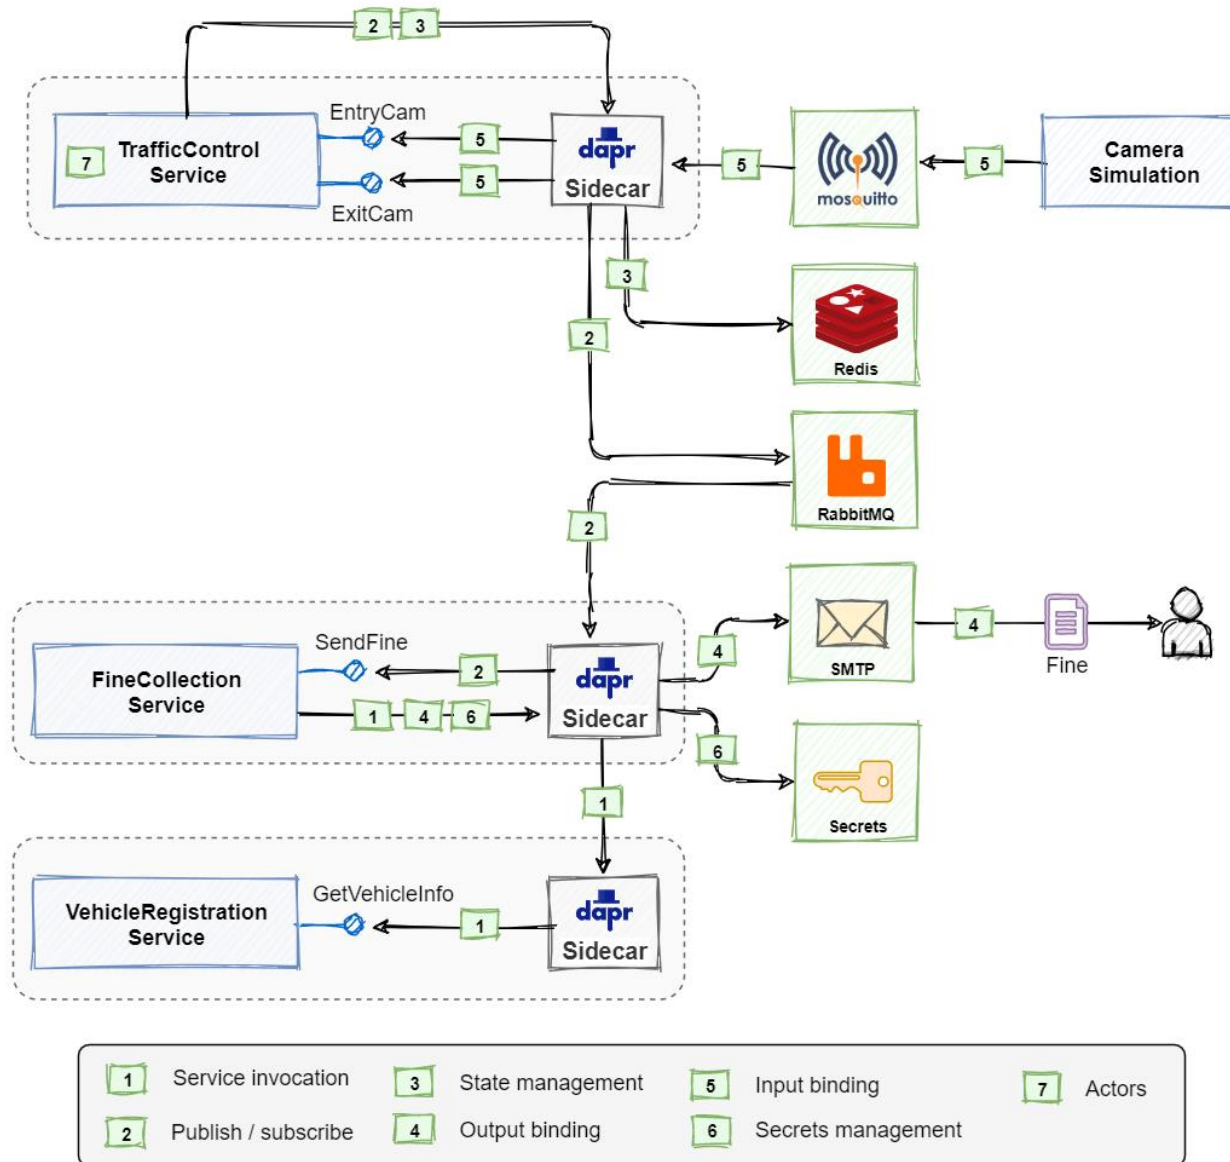 2 3
EntryCam
TrafficControl
Service
7
5
5
ExitCam
dapr
Sidecar
5
mosquitto
5
Camera
Simulation
3
2
Redis
RabbitMQ
2
SendFine
FineCollection
Service
2
1 4 6
dapr
Sidecar
4
SMTP
4
Fine
6
Secrets
1
GetVehicleInfo
VehicleRegistration
Service
1
dapr
Sidecar
1 Service invocation
3 State management
5 Input binding
7 Actors
2 Publish / subscribe
4 Output binding
6 Secrets management